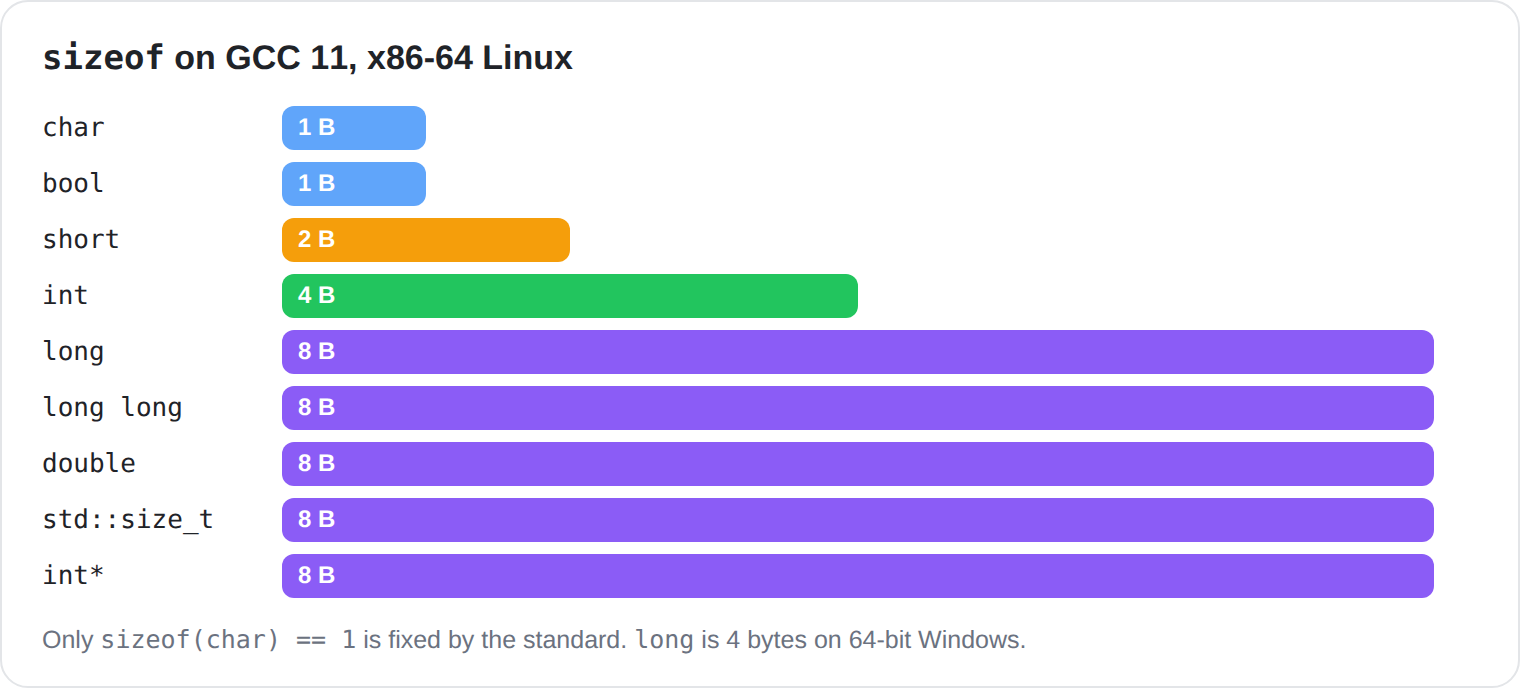 sizeof on GCC 11, x86-64 Linux
char 1 B
bool 1 B
short 2 B
int 4 B
long 8 B
long long 8 B
double 8 B
std::size_t 8 B
int* 8 B
Only sizeof(char) == 1 is fixed by the standard. long is 4 bytes on 64-bit Windows.